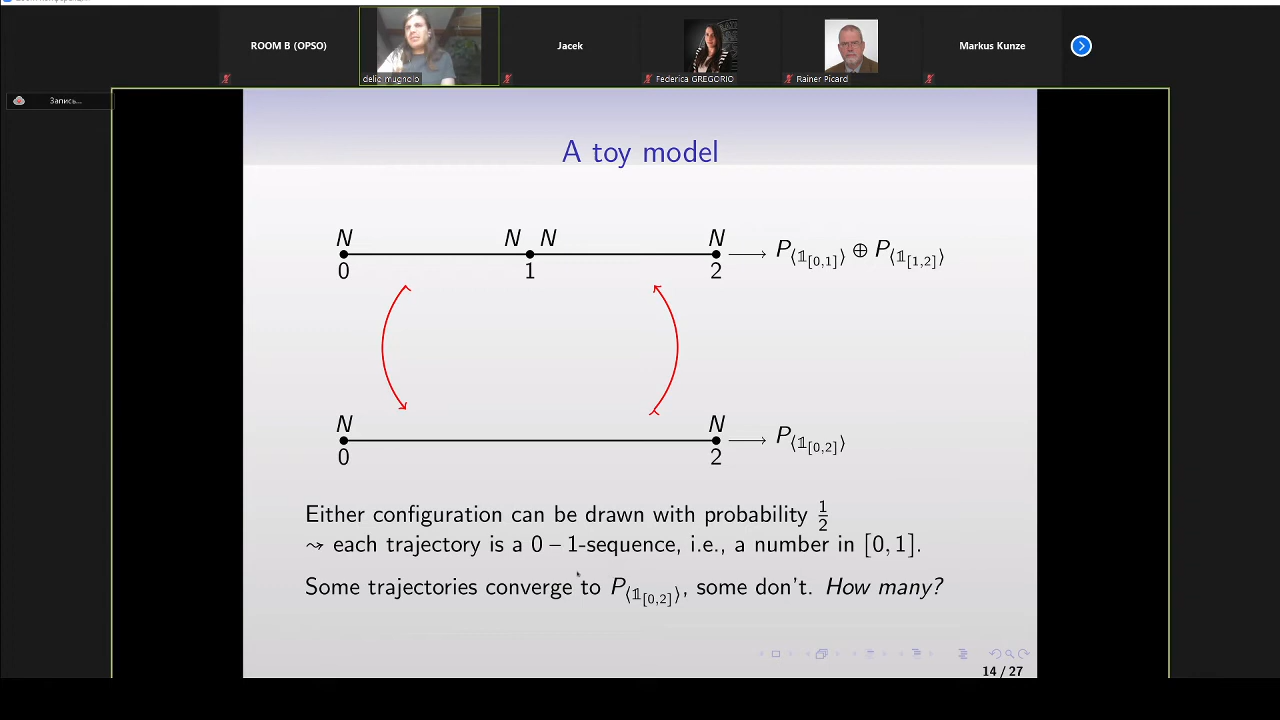 ROOM B (OPSO)
delio mugnolo
Jacek
Federica GREGORIO
Rainer Picard
Markus Kunze
Запись...
A toy model
N N N N
0 1 2 → P⟨𝟙[0,1]⟩ ⊕ P⟨𝟙[1,2]⟩
N N
0 2 → P⟨𝟙[0,2]⟩
Either configuration can be drawn with probability 1/2
⇝ each trajectory is a 0 – 1-sequence, i.e., a number in [0, 1].
Some trajectories converge to P⟨𝟙[0,2]⟩, some don't. How many?
14 / 27